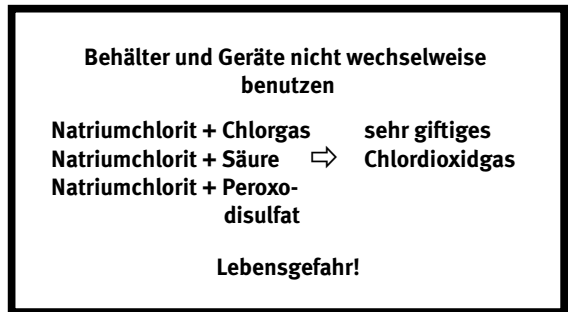 Behälter und Geräte nicht wechselweise
benutzen
Natriumchlorit + Chlorgas sehr giftiges
Natriumchlorit + Säure ⇨ Chlordioxidgas
Natriumchlorit + Peroxo-
disulfat
Lebensgefahr!